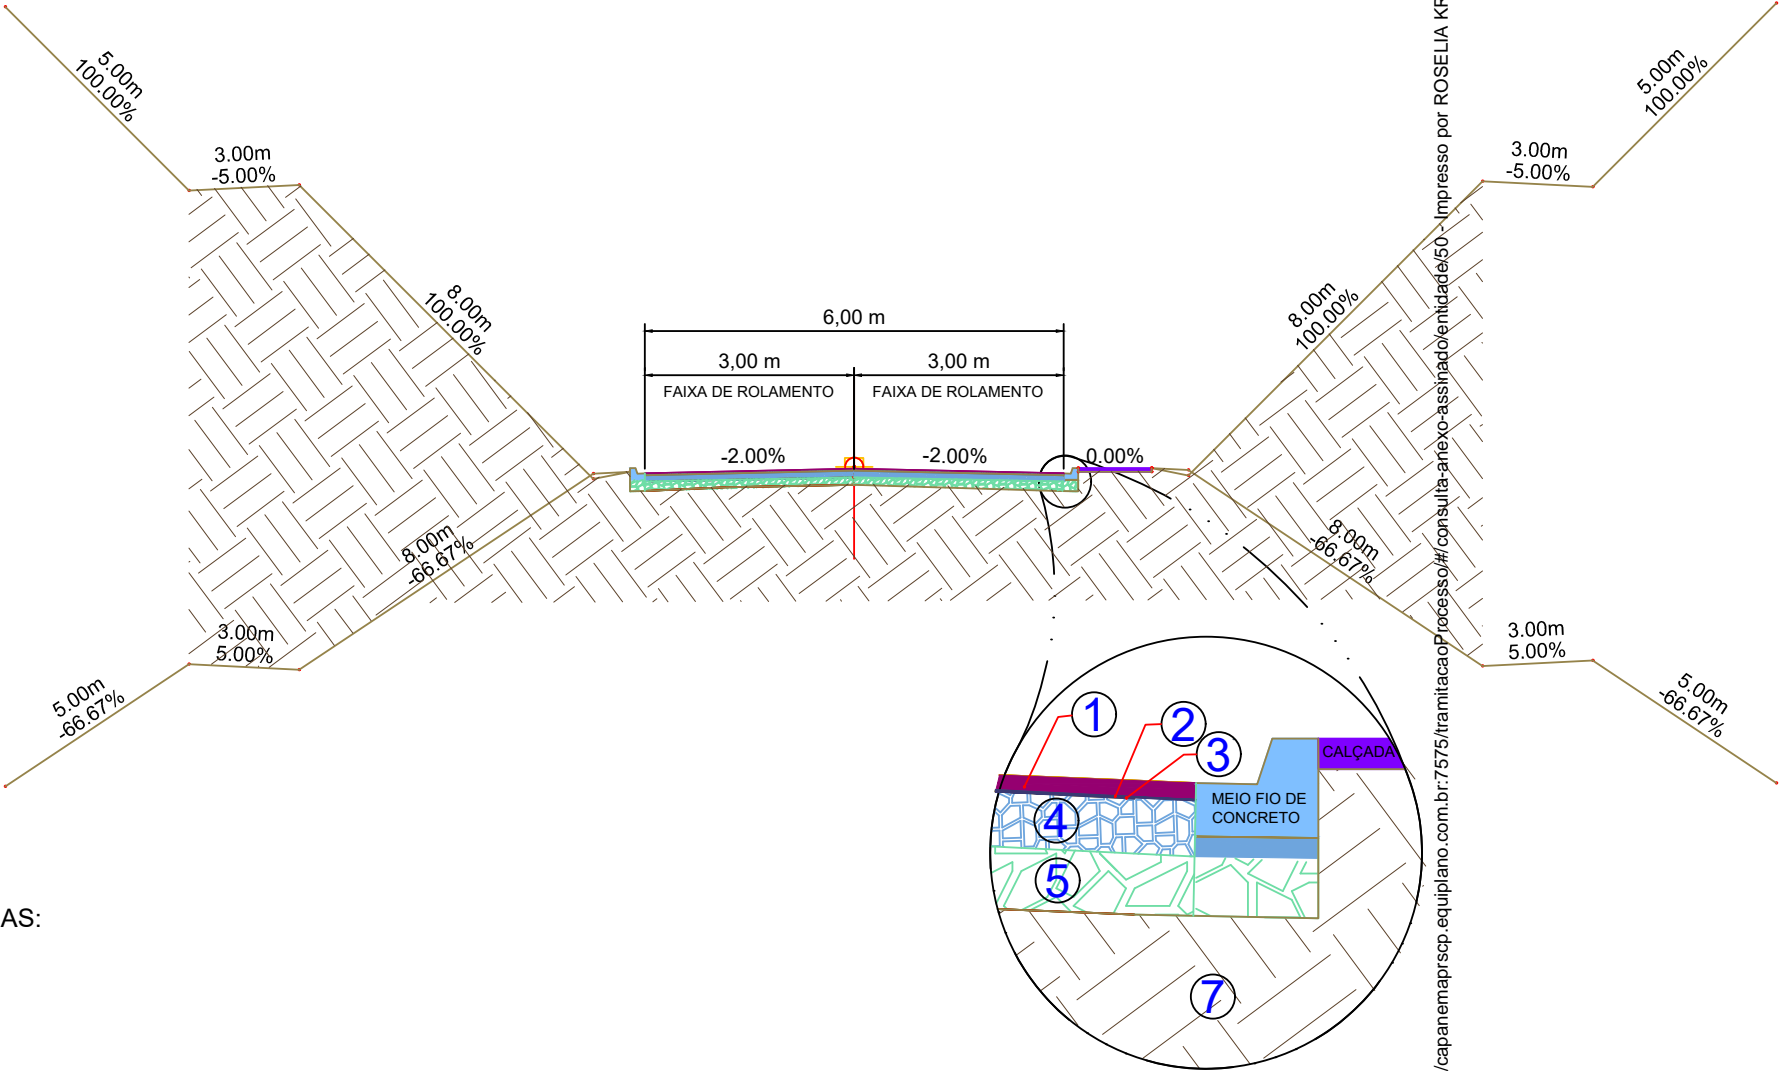 5.00m
100.00%
3.00m
-5.00%
8.00m
100.00%
6,00 m
3,00 m
3,00 m
FAIXA DE ROLAMENTO
FAIXA DE ROLAMENTO
-2.00%
-2.00%
0.00%
5.00m
100.00%
3.00m
-5.00%
8.00m
100.00%
8.00m
-66.67%
3.00m
5.00%
5.00m
-66.67%
8.00m
-66.67%
3.00m
5.00%
5.00m
-66.67%
1
2
3
CALÇADA
MEIO FIO DE
CONCRETO
4
5
7
AS:
/capanemaprscp.equiplano.com.br:7575/tramitacaoProcesso/#/consulta-anexo-assinado/entidade/50 - Impresso por ROSELIA KR